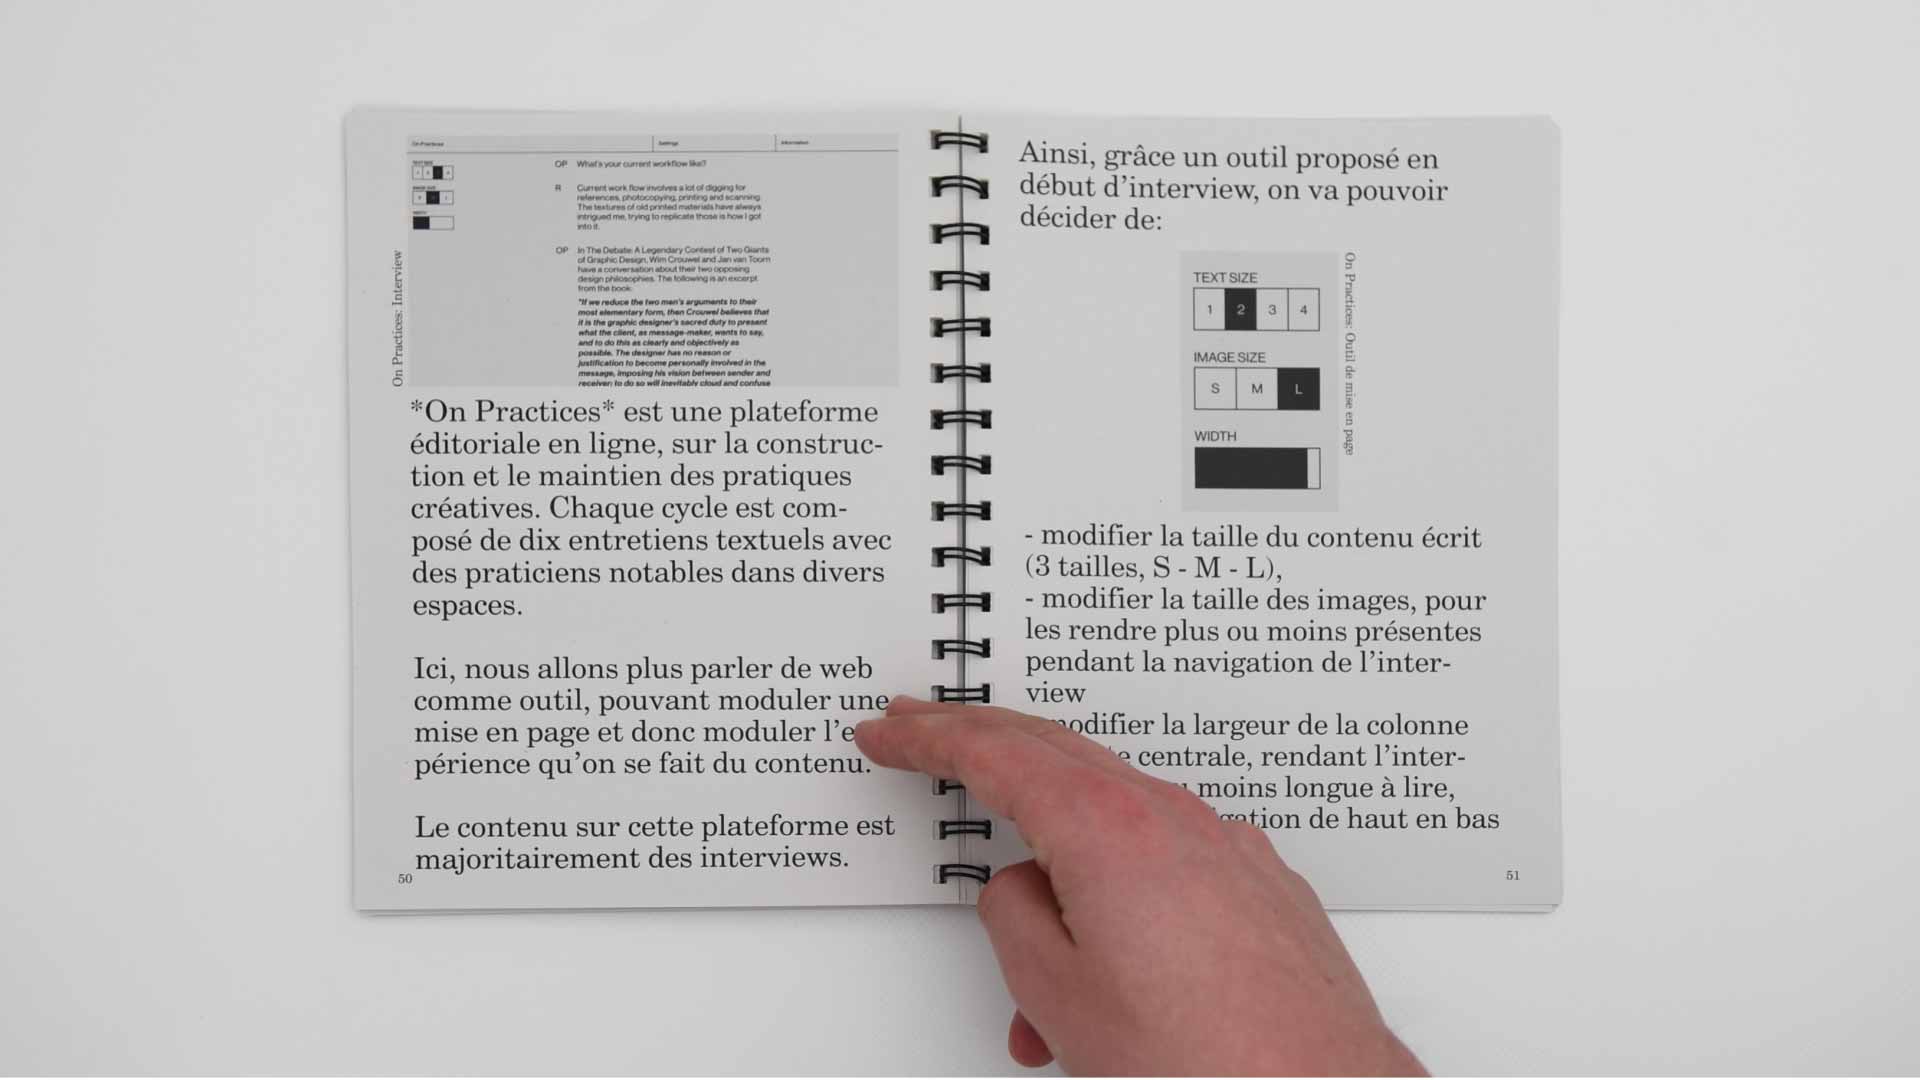 On Practices
Settings
Information
TEXT SIZE
IMAGE SIZE
WIDTH
OP What's your current workflow like?
R Current work flow involves a lot of digging for
references, photocopying, printing and scanning.
The textures of old printed materials have always
intrigued me, trying to replicate those is how I got
into it.
OP In The Debate: A Legendary Contest of Two Giants
of Graphic Design, Wim Crouwel and Jan van Toorn
have a conversation about their two opposing
design philosophies. The following is an excerpt
from the book:
"If we reduce the two men's arguments to their
most elementary form, then Crouwel believes that
it is the graphic designer's sacred duty to present
what the client, as message-maker, wants to say,
and to do this as clearly and objectively as
possible. The designer has no reason or
justification to become personally involved in the
message, imposing his vision between sender and
receiver: to do so will inevitably cloud and confuse
On Practices: Interview
*On Practices* est une plateforme
éditoriale en ligne, sur la construc-
tion et le maintien des pratiques
créatives. Chaque cycle est com-
posé de dix entretiens textuels avec
des praticiens notables dans divers
espaces.
Ici, nous allons plus parler de web
comme outil, pouvant moduler une
mise en page et donc moduler l'e
périence qu'on se fait du contenu.
Le contenu sur cette plateforme est
majoritairement des interviews.
50
Ainsi, grâce un outil proposé en
début d'interview, on va pouvoir
décider de:
TEXT SIZE
1 2 3 4
IMAGE SIZE
S M L
WIDTH
On Practices: Outil de mise en page
- modifier la taille du contenu écrit
(3 tailles, S - M - L),
- modifier la taille des images, pour
les rendre plus ou moins présentes
pendant la navigation de l'inter-
view
modifier la largeur de la colonne
centrale, rendant l'inter-
moins longue à lire,
de haut en bas
51